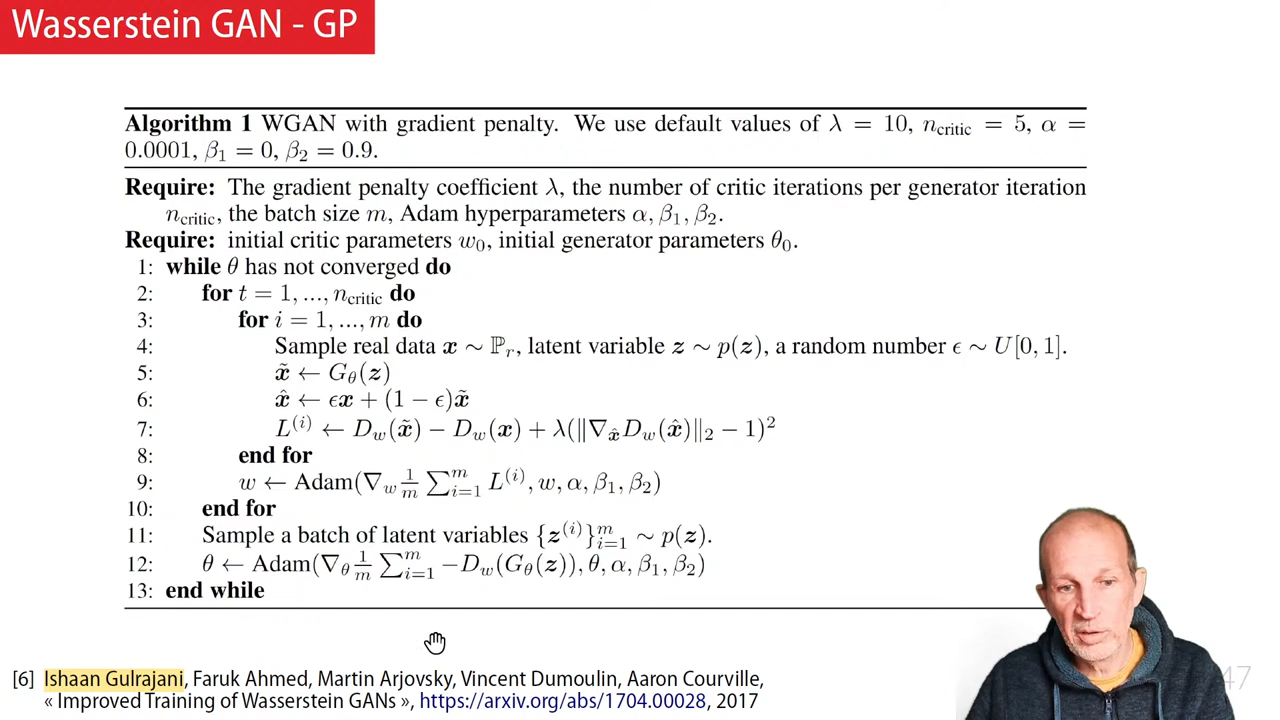 Wasserstein GAN - GP
Algorithm 1 WGAN with gradient penalty. We use default values of λ = 10, n_critic = 5, α =
0.0001, β₁ = 0, β₂ = 0.9.
Require: The gradient penalty coefficient λ, the number of critic iterations per generator iteration
n_critic, the batch size m, Adam hyperparameters α, β₁, β₂.
Require: initial critic parameters w₀, initial generator parameters θ₀.
1: while θ has not converged do
2: for t = 1, ..., n_critic do
3: for i = 1, ..., m do
4: Sample real data x ∼ ℙᵣ, latent variable z ∼ p(z), a random number ϵ ∼ U[0, 1].
5: x̃ ← G_θ(z)
6: x̂ ← ϵx + (1 − ϵ)x̃
7: L⁽ⁱ⁾ ← D_w(x̃) − D_w(x) + λ(‖∇_x̂ D_w(x̂)‖₂ − 1)²
8: end for
9: w ← Adam(∇_w 1/m ∑ᵢ₌₁ᵐ L⁽ⁱ⁾, w, α, β₁, β₂)
10: end for
11: Sample a batch of latent variables {z⁽ⁱ⁾}ᵢ₌₁ᵐ ∼ p(z).
12: θ ← Adam(∇_θ 1/m ∑ᵢ₌₁ᵐ −D_w(G_θ(z)), θ, α, β₁, β₂)
13: end while
[6] Ishaan Gulrajani, Faruk Ahmed, Martin Arjovsky, Vincent Dumoulin, Aaron Courville,
« Improved Training of Wasserstein GANs », https://arxiv.org/abs/1704.00028, 2017
47